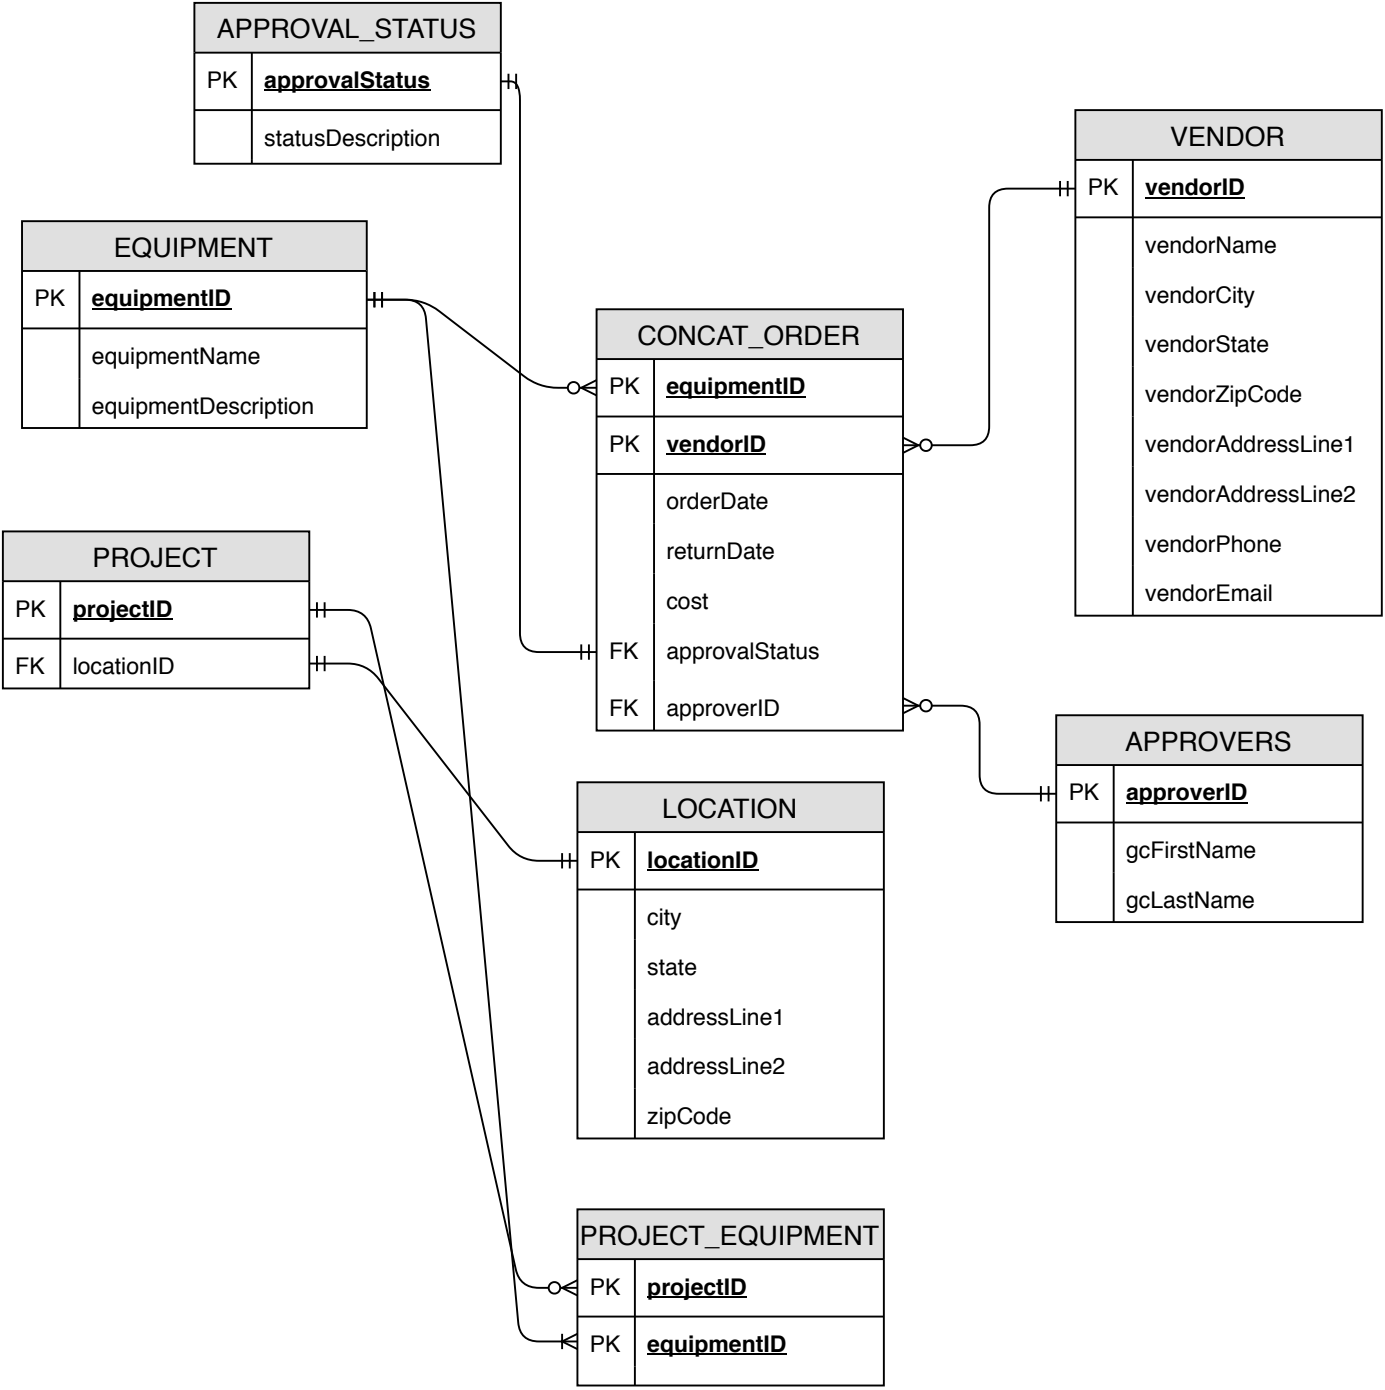 APPROVAL_STATUS
PK approvalStatus
statusDescription
EQUIPMENT
PK equipmentID
equipmentName
equipmentDescription
PROJECT
PK projectID
FK locationID
CONCAT_ORDER
PK equipmentID
PK vendorID
orderDate
returnDate
cost
FK approvalStatus
FK approverID
VENDOR
PK vendorID
vendorName
vendorCity
vendorState
vendorZipCode
vendorAddressLine1
vendorAddressLine2
vendorPhone
vendorEmail
APPROVERS
PK approverID
gcFirstName
gcLastName
LOCATION
PK locationID
city
state
addressLine1
addressLine2
zipCode
PROJECT_EQUIPMENT
PK projectID
PK equipmentID